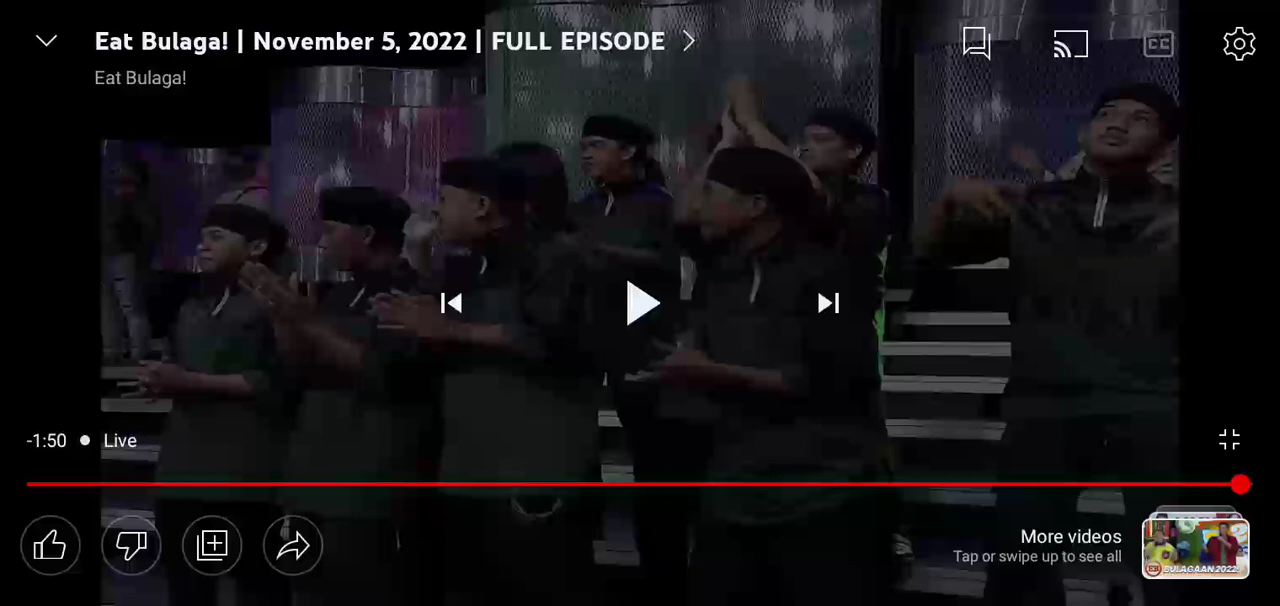 Eat Bulaga! | November 5, 2022 | FULL EPISODE
Eat Bulaga!
CC
-1:50 Live
More videos
Tap or swipe up to see all
BULAGAAN 2022!